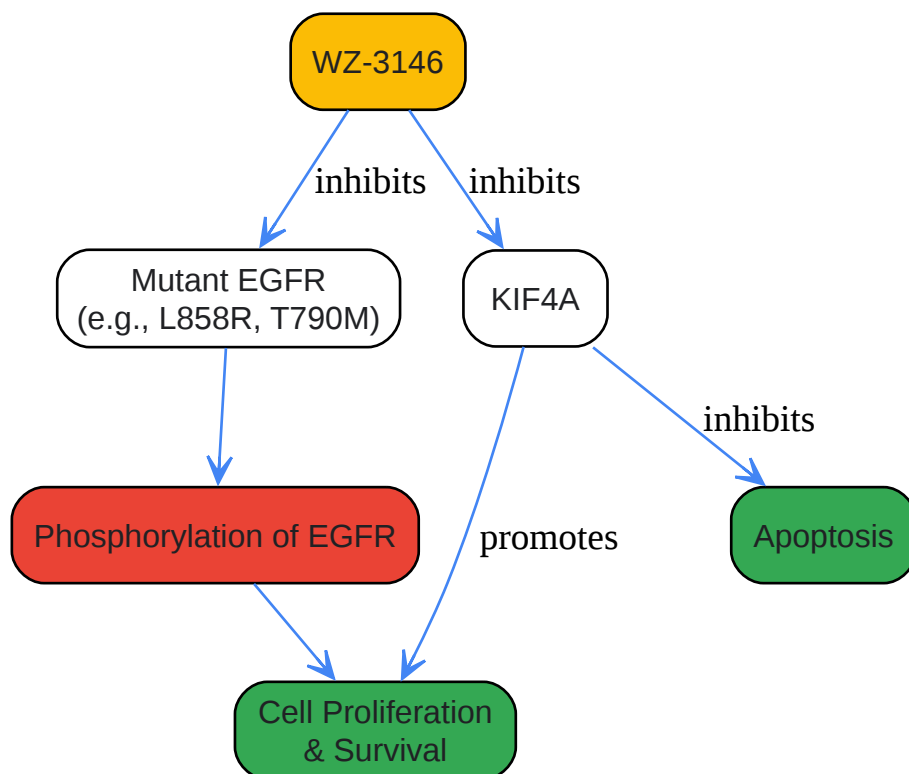 WZ-3146
inhibits
inhibits
Mutant EGFR
(e.g., L858R, T790M)
KIF4A
inhibits
Phosphorylation of EGFR
promotes
Apoptosis
Cell Proliferation
& Survival